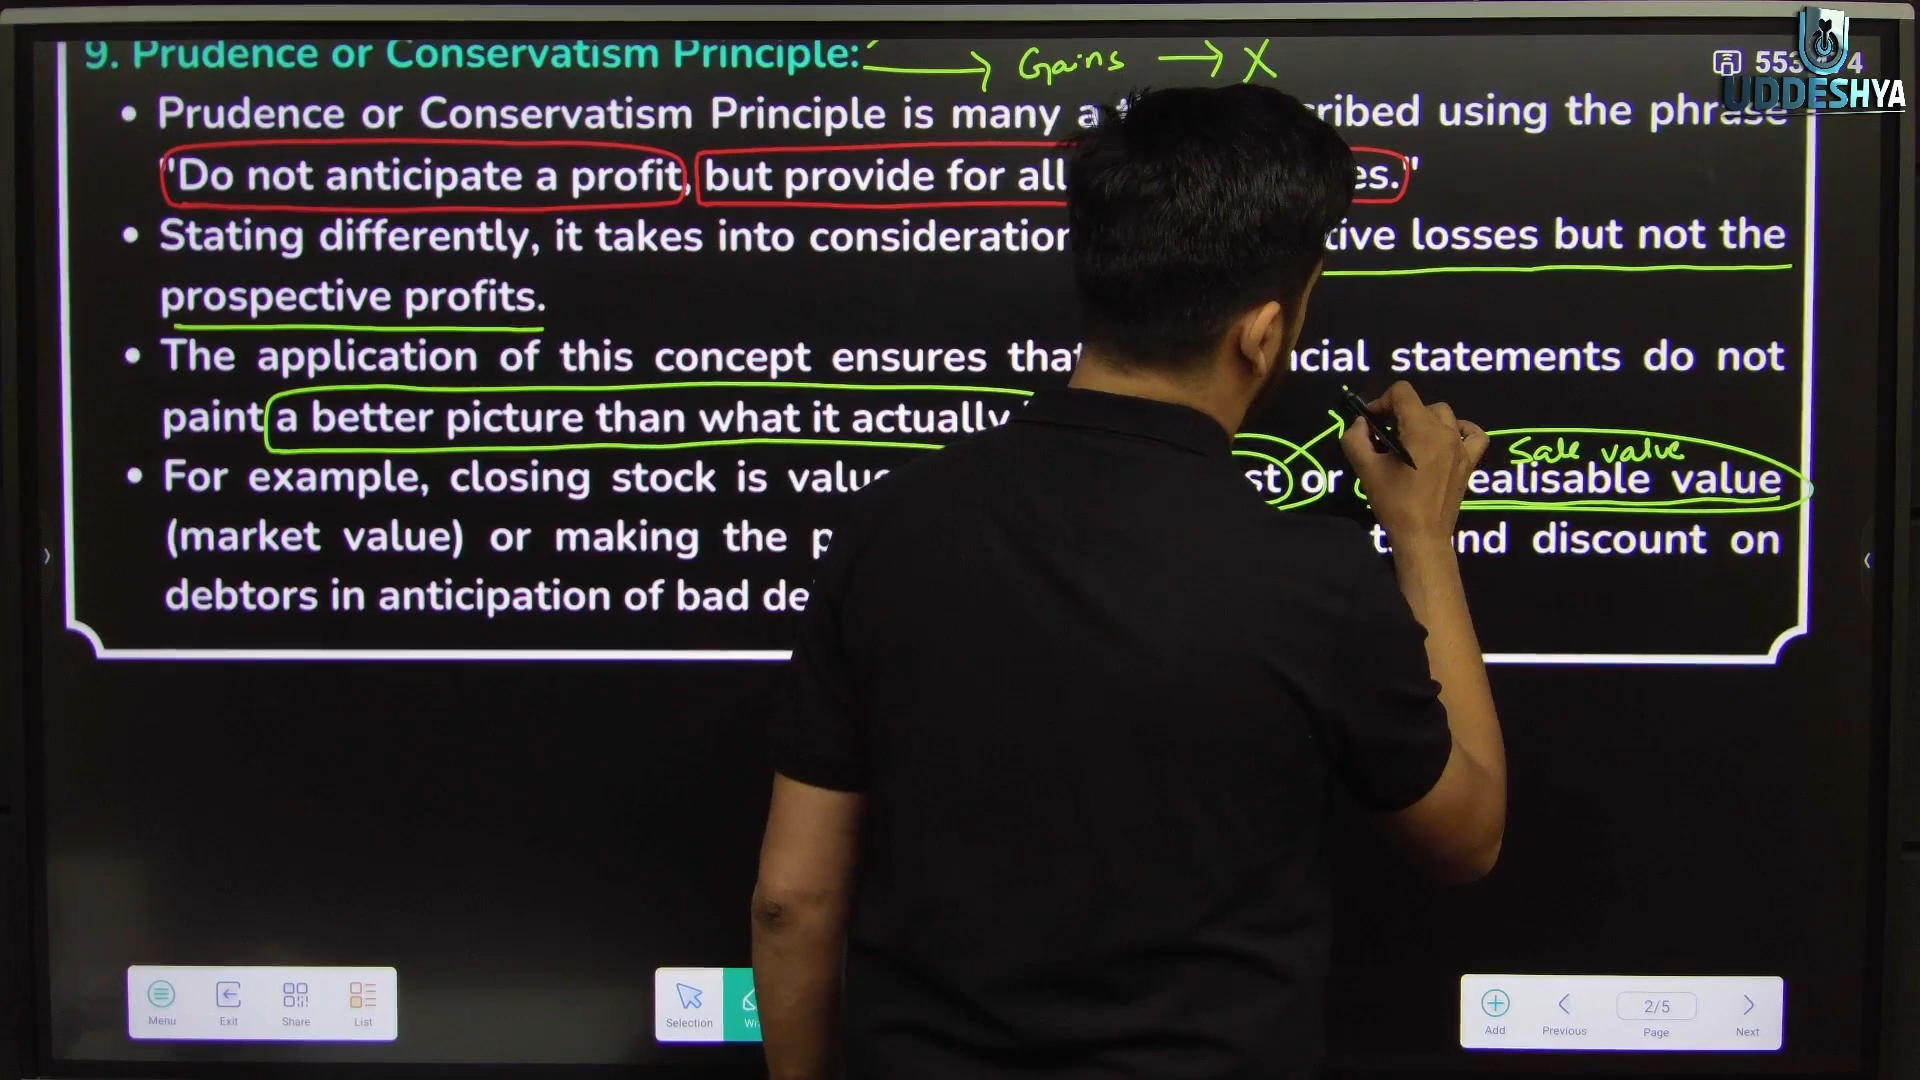 9. Prudence or Conservatism Principle: → Gains → X
553
4
UDDESHYA
• Prudence or Conservatism Principle is many a ribed using the phrase
"Do not anticipate a profit, but provide for all es."
• Stating differently, it takes into consideration tive losses but not the
prospective profits.
• The application of this concept ensures that ncial statements do not
paint a better picture than what it actually
Sale value
• For example, closing stock is value st or ealisable value
(market value) or making the p and discount on
debtors in anticipation of bad de
Menu Exit Share List
Selection
Add Previous 2/5 Page Next